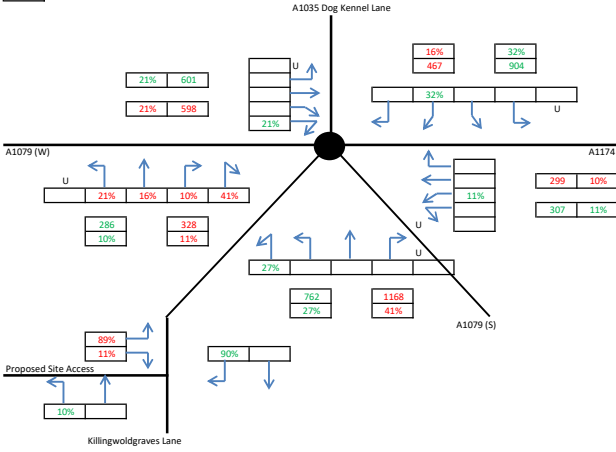 A1035 Dog Kennel Lane
16% 32%
467 904
U
21% 601
32%
21% 598
U
21%
A1079 (W) A1174
U
21% 16% 10% 41%
11%
299 10%
307 11%
286 328
10% 11%
U
U
27%
762 1168
27% 41%
A1079 (S)
89%
11%
90%
Proposed Site Access
10%
Killingwoldgraves Lane